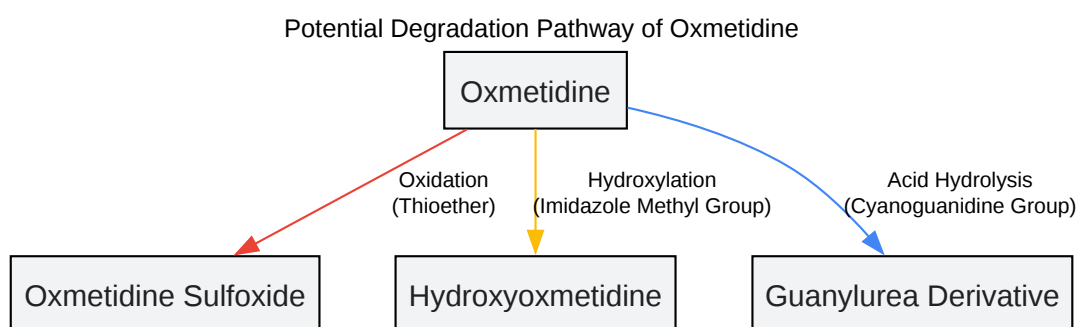 Potential Degradation Pathway of Oxmetidine
Oxmetidine
Oxidation
(Thioether)
Hydroxylation
(Imidazole Methyl Group)
Acid Hydrolysis
(Cyanoguanidine Group)
Oxmetidine Sulfoxide
Hydroxyoxmetidine
Guanylurea Derivative